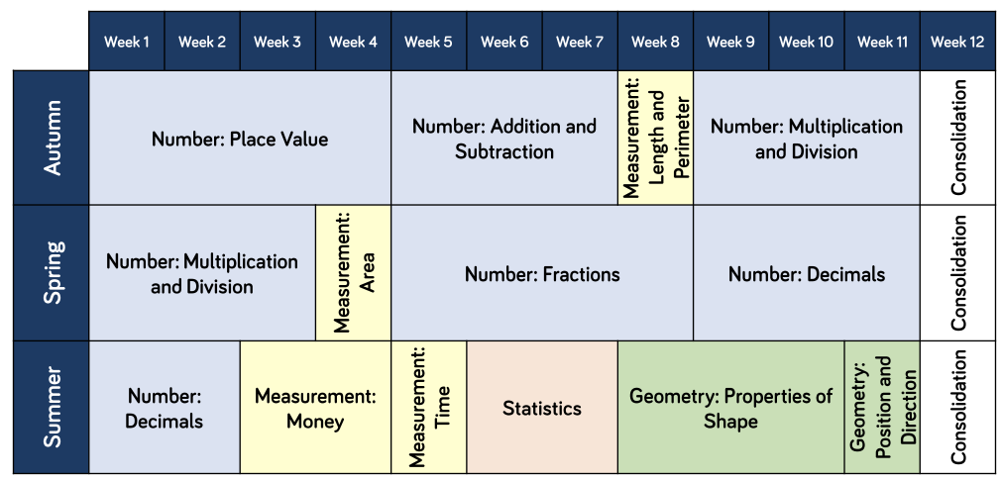 Week 1 Week 2 Week 3 Week 4 Week 5 Week 6 Week 7 Week 8 Week 9 Week 10 Week 11 Week 12
Autumn
Number: Place Value
Number: Addition and
Subtraction
Measurement:
Length and
Perimeter
Number: Multiplication
and Division
Consolidation
Spring
Number: Multiplication
and Division
Measurement:
Area
Number: Fractions
Number: Decimals
Consolidation
Summer
Number:
Decimals
Measurement:
Money
Measurement:
Time
Statistics
Geometry: Properties of
Shape
Geometry:
Position and
Direction
Consolidation